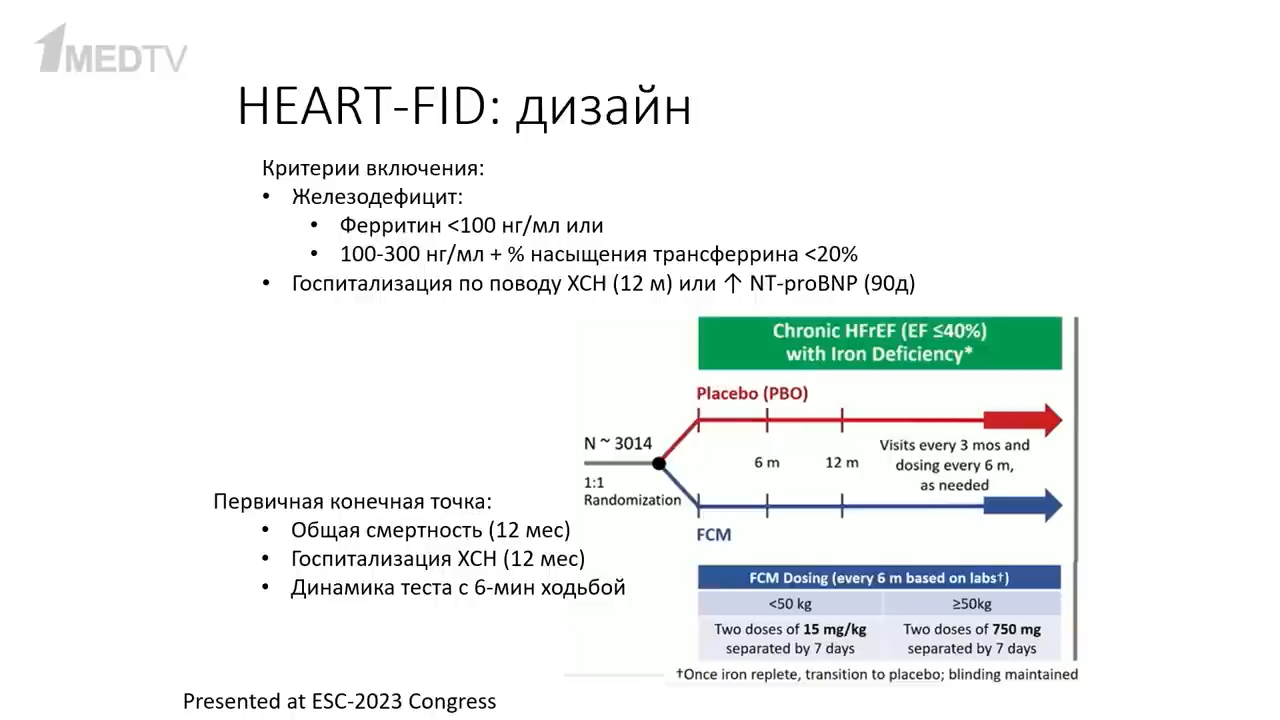 1MEDTV
HEART-FID: дизайн
Критерии включения:
• Железодефицит:
• Ферритин <100 нг/мл или
• 100-300 нг/мл + % насыщения трансферрина <20%
• Госпитализация по поводу ХСН (12 м) или ↑ NT-proBNP (90д)
Chronic HFrEF (EF ≤40%)
with Iron Deficiency*
Placebo (PBO)
N ~ 3014
1:1
Randomization
6 m
12 m
Visits every 3 mos and
dosing every 6 m,
as needed
FCM
Первичная конечная точка:
• Общая смертность (12 мес)
• Госпитализация ХСН (12 мес)
• Динамика теста с 6-мин ходьбой
FCM Dosing (every 6 m based on labs†)
<50 kg
≥50kg
Two doses of 15 mg/kg
separated by 7 days
Two doses of 750 mg
separated by 7 days
†Once iron replete, transition to placebo; blinding maintained
Presented at ESC-2023 Congress